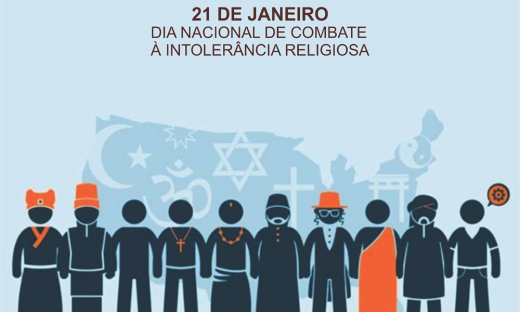 21 DE JANEIRO
DIA NACIONAL DE COMBATE
À INTOLERÂNCIA RELIGIOSA